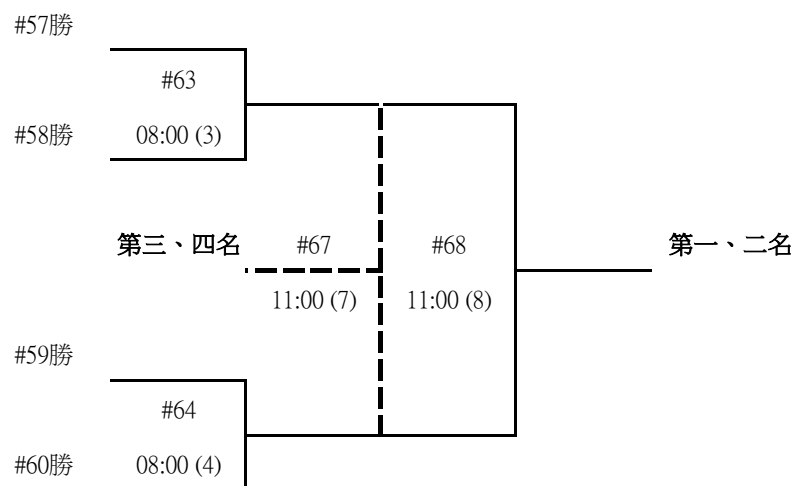 #57勝
#63
#58勝 08:00 (3)
第三、四名 #67 #68 第一、二名
11:00 (7) 11:00 (8)
#59勝
#64
#60勝 08:00 (4)